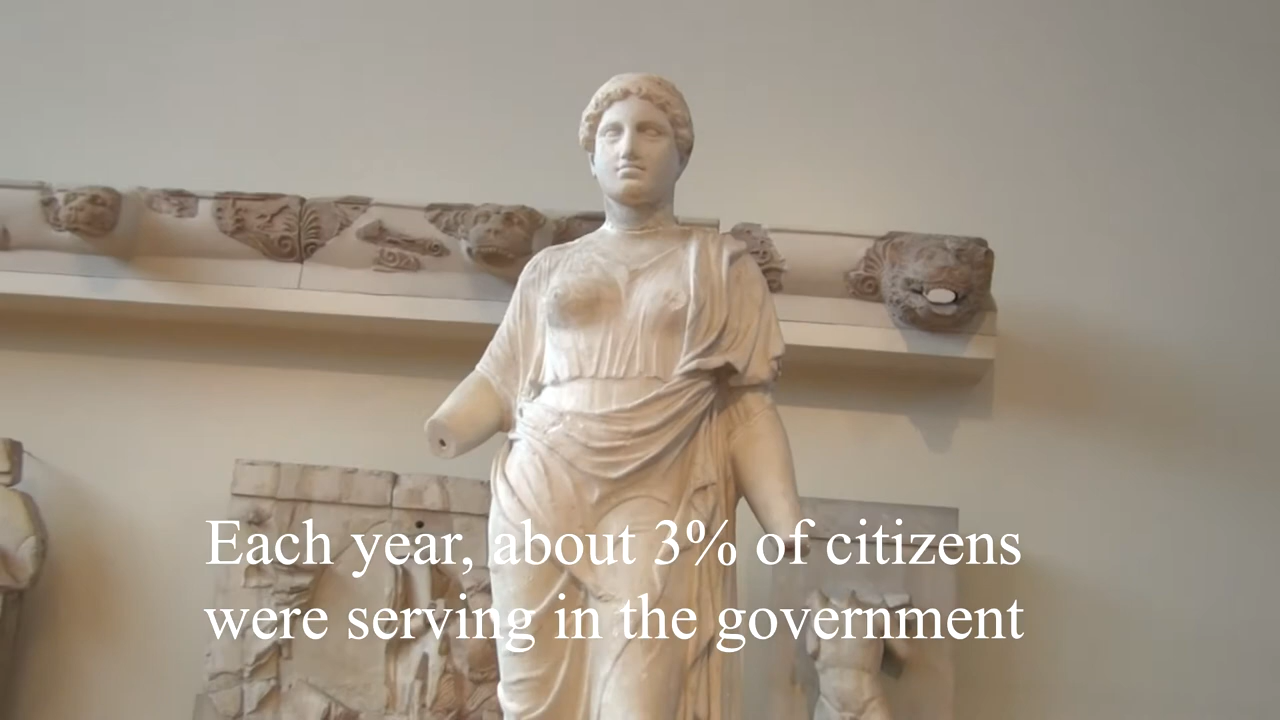 Each year, about 3% of citizens
were serving in the government